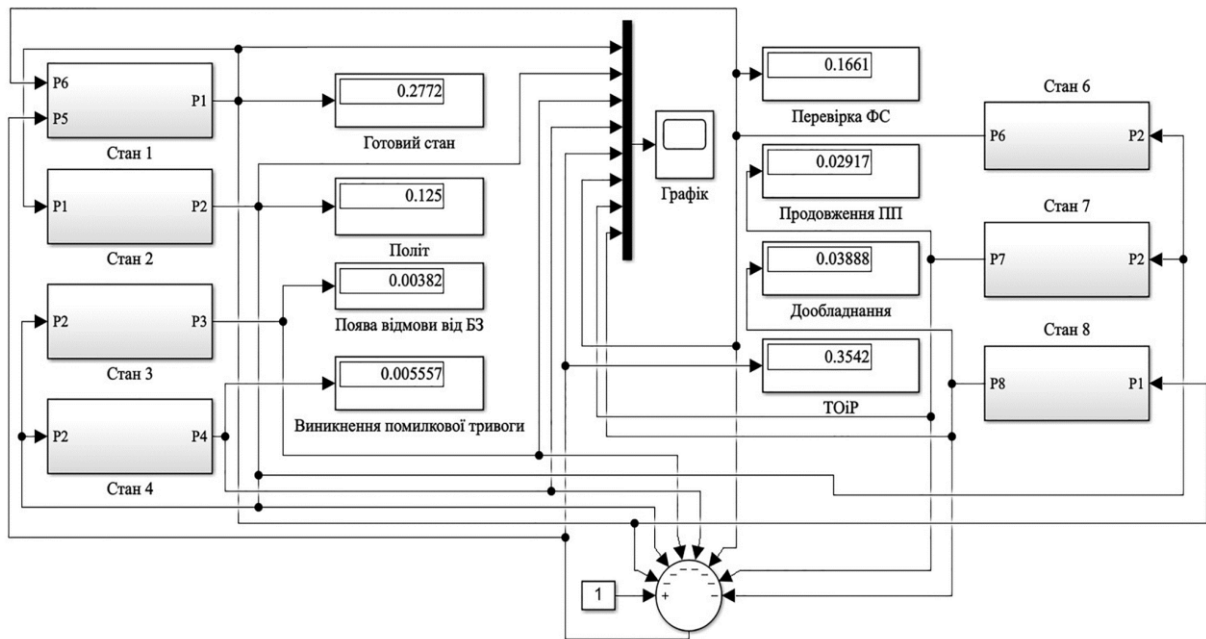 P6
P5
P1
Стан 1
0.2772
Готовий стан
P1
P2
Стан 2
0.125
Політ
P2
P3
Стан 3
0.00382
Поява відмови від БЗ
P2
P4
Стан 4
0.005557
Виникнення помилкової тривоги
Графік
0.1661
Перевірка ФС
0.02917
Продовження ПП
0.03888
Дообладнання
0.3542
ТОіР
Стан 6
P6
P2
Стан 7
P7
P2
Стан 8
P8
P1
1
+